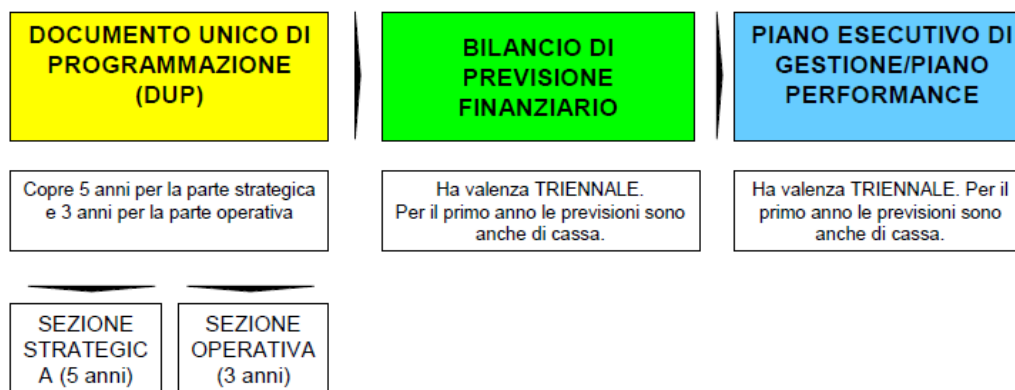 DOCUMENTO UNICO DI
PROGRAMMAZIONE
(DUP)
BILANCIO DI
PREVISIONE
FINANZIARIO
PIANO ESECUTIVO DI
GESTIONE/PIANO
PERFORMANCE
Copre 5 anni per la parte strategica
e 3 anni per la parte operativa
Ha valenza TRIENNALE.
Per il primo anno le previsioni sono
anche di cassa.
Ha valenza TRIENNALE. Per il
primo anno le previsioni sono
anche di cassa.
SEZIONE
STRATEGIC
A (5 anni)
SEZIONE
OPERATIVA
(3 anni)